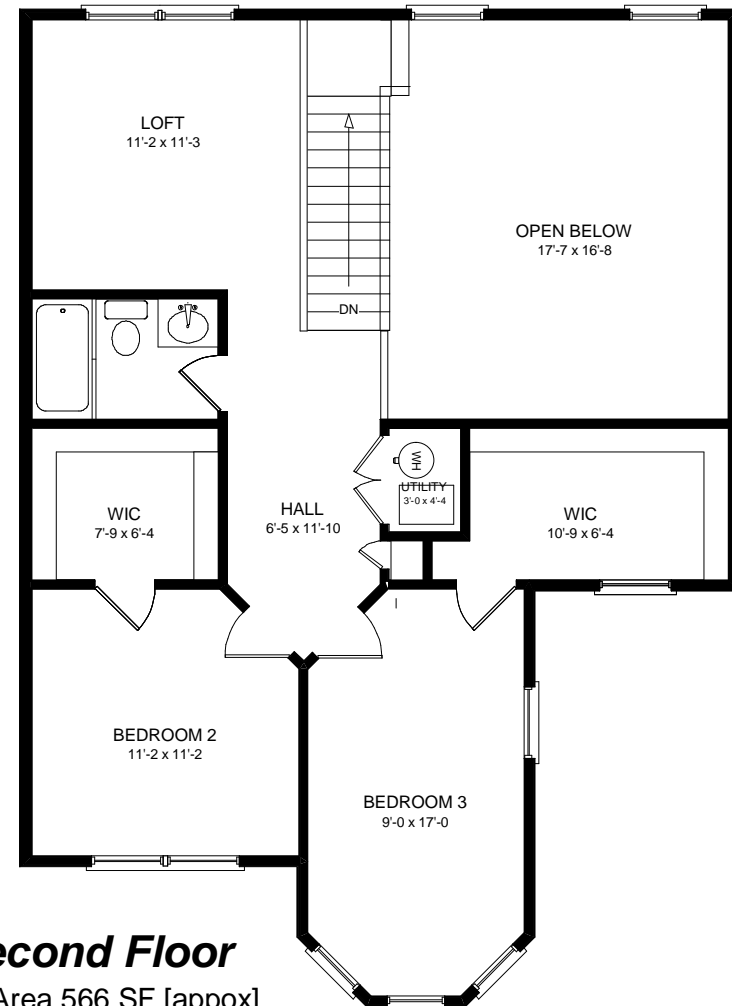 LOFT
11'-2 x 11'-3
OPEN BELOW
17'-7 x 16'-8
DN
WH
UTILITY
3'-0 x 4'-4
WIC
7'-9 x 6'-4
HALL
6'-5 x 11'-10
WIC
10'-9 x 6'-4
BEDROOM 2
11'-2 x 11'-2
BEDROOM 3
9'-0 x 17'-0
econd Floor
Area 566 SF [appox]